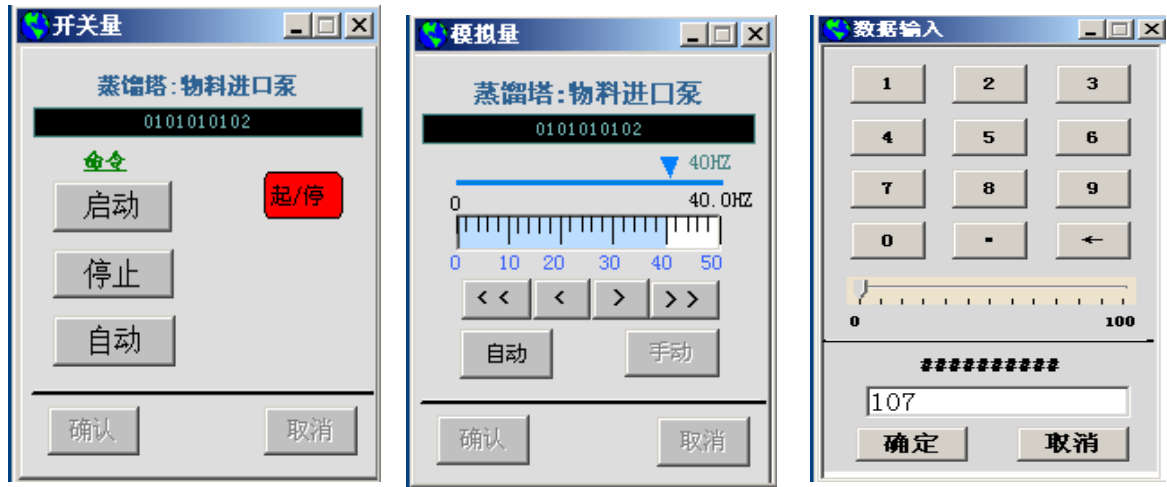 开关量
蒸馏塔:物料进口泵
0101010102
命令
启动
起/停
停止
自动
确认 取消
模拟量
蒸馏塔:物料进口泵
0101010102
40HZ
0 40.0HZ
0 10 20 30 40 50
<< < > >>
自动 手动
确认 取消
数据输入
1 2 3
4 5 6
7 8 9
0 . ←
0 100
##########
107
确定 取消